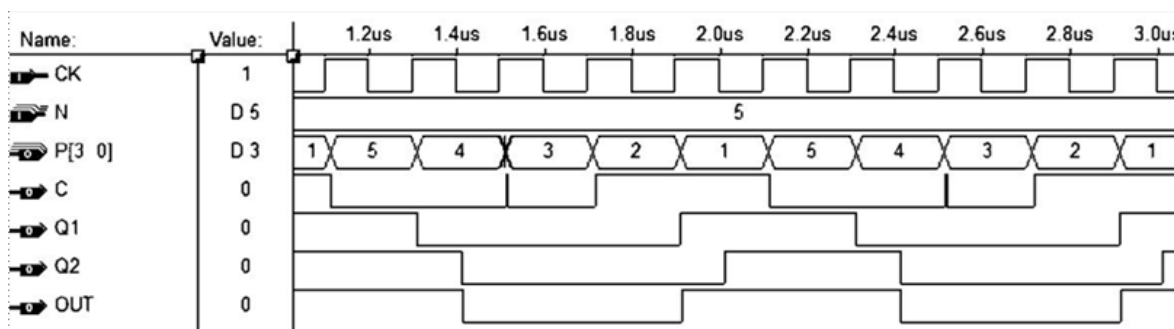 Name: Value: 1.2us 1.4us 1.6us 1.8us 2.0us 2.2us 2.4us 2.6us 2.8us 3.0us
CK 1
N D 5 5
P[3 0] D 3 1 5 4 3 2 1 5 4 3 2 1
C 0
Q1 0
Q2 0
OUT 0